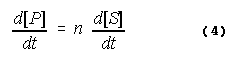 d[P]/dt = n d[S]/dt (4)